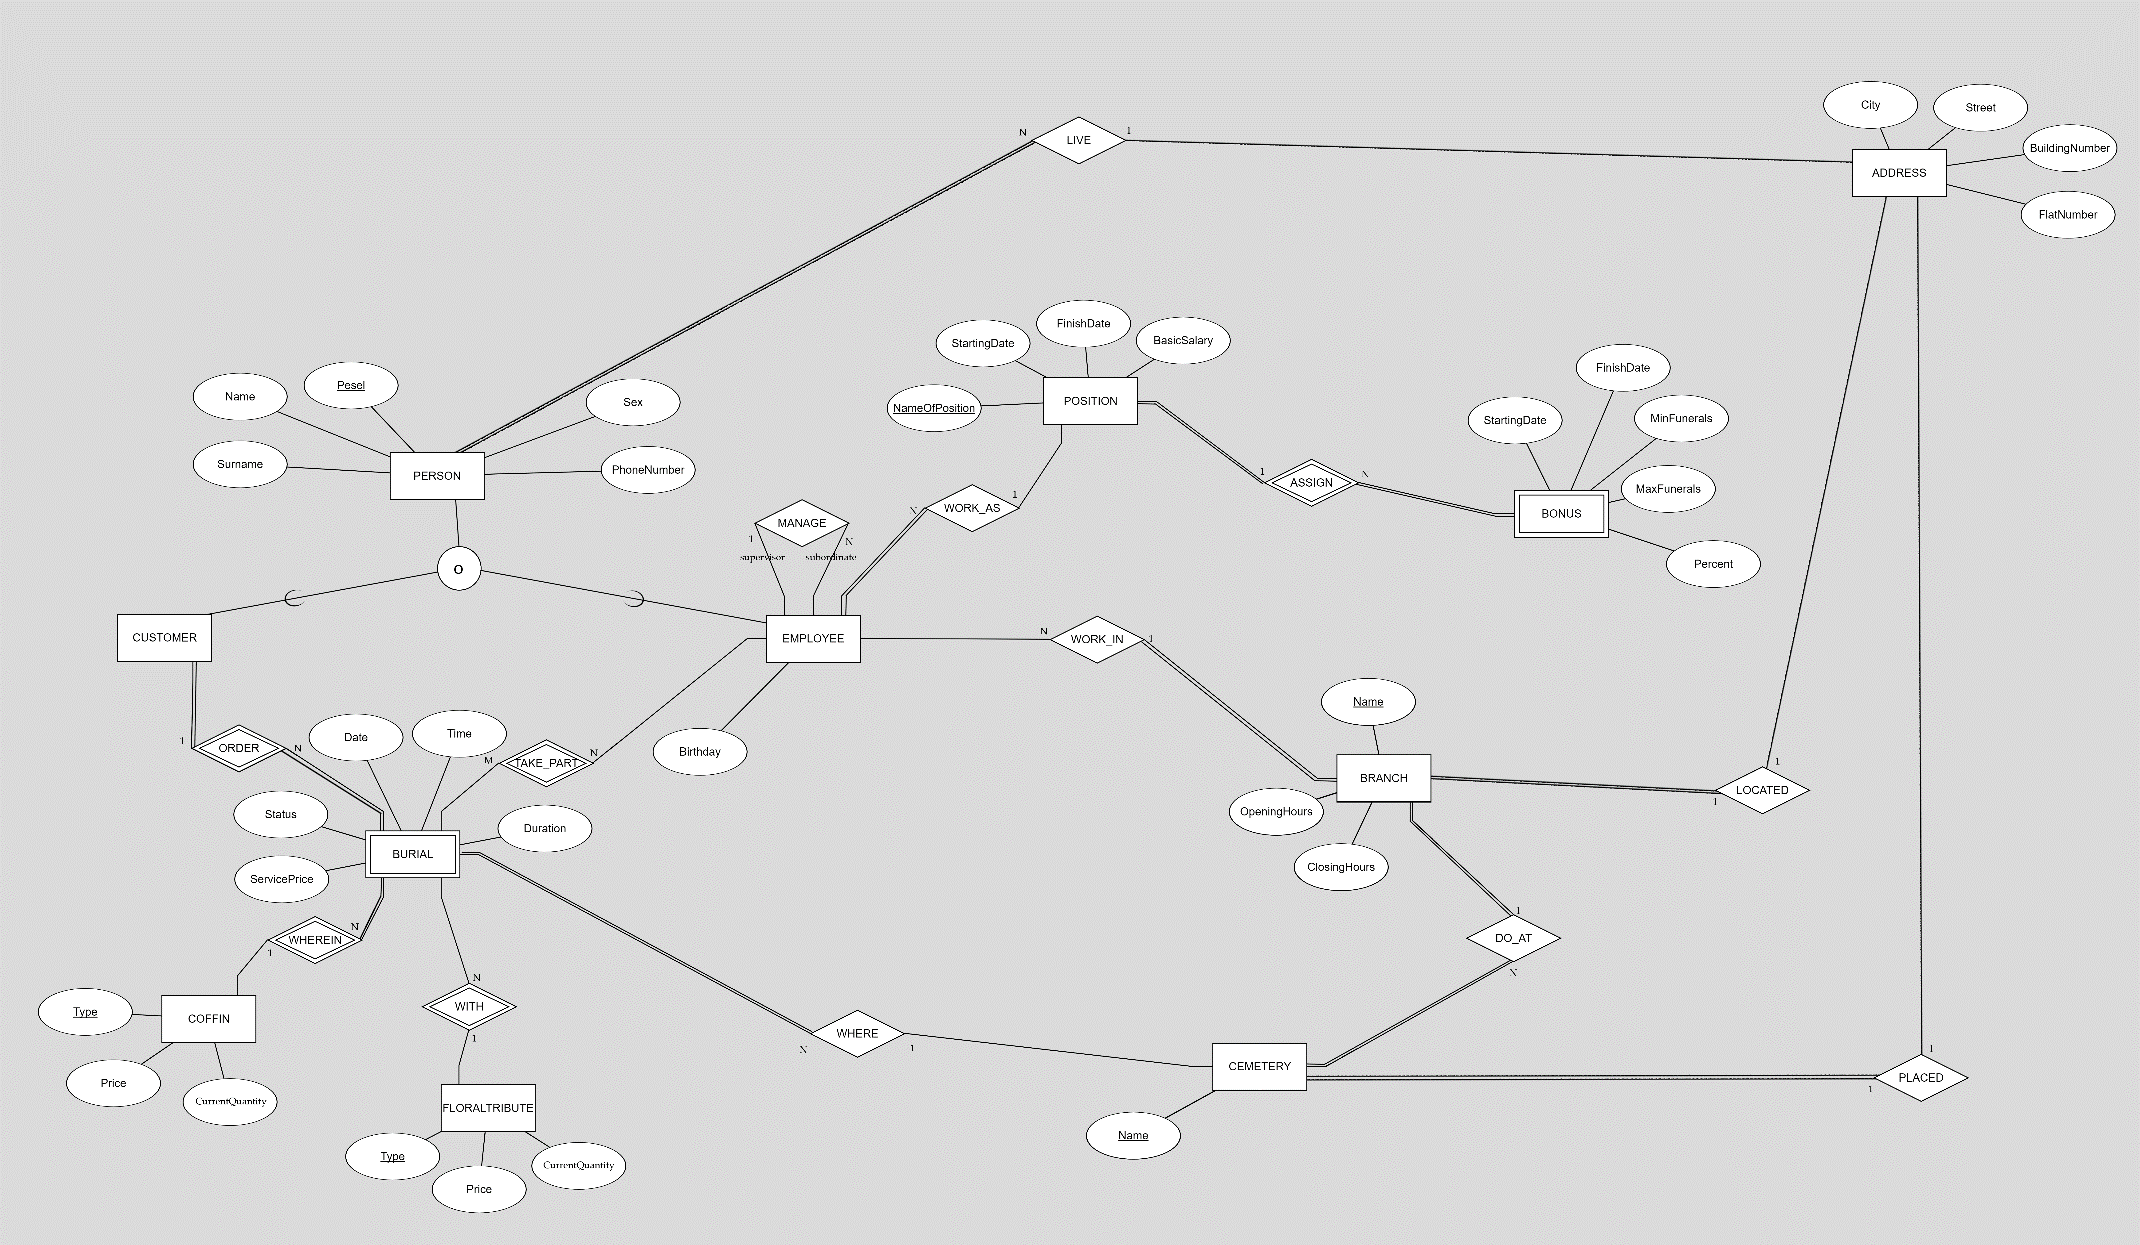 City
Street
BuildingNumber
FlatNumber
ADDRESS
N
LIVE
1
StartingDate
FinishDate
BasicSalary
NameOfPosition
POSITION
1
ASSIGN
N
StartingDate
FinishDate
MinFunerals
MaxFunerals
Percent
BONUS
Name
Pesel
Sex
Surname
PhoneNumber
PERSON
O
MANAGE
1
N
supervisor
subordinate
N
WORK_AS
1
CUSTOMER
EMPLOYEE
N
WORK_IN
1
Birthday
1
ORDER
N
Date
Time
M
TAKE_PART
N
Status
Duration
ServicePrice
BURIAL
Name
BRANCH
OpeningHours
ClosingHours
1
LOCATED
1
1
DO_AT
N
N
WHEREIN
1
Type
COFFIN
Price
CurrentQuantity
N
WITH
1
FLORALTRIBUTE
Type
Price
CurrentQuantity
N
WHERE
1
CEMETERY
Name
1
PLACED
1